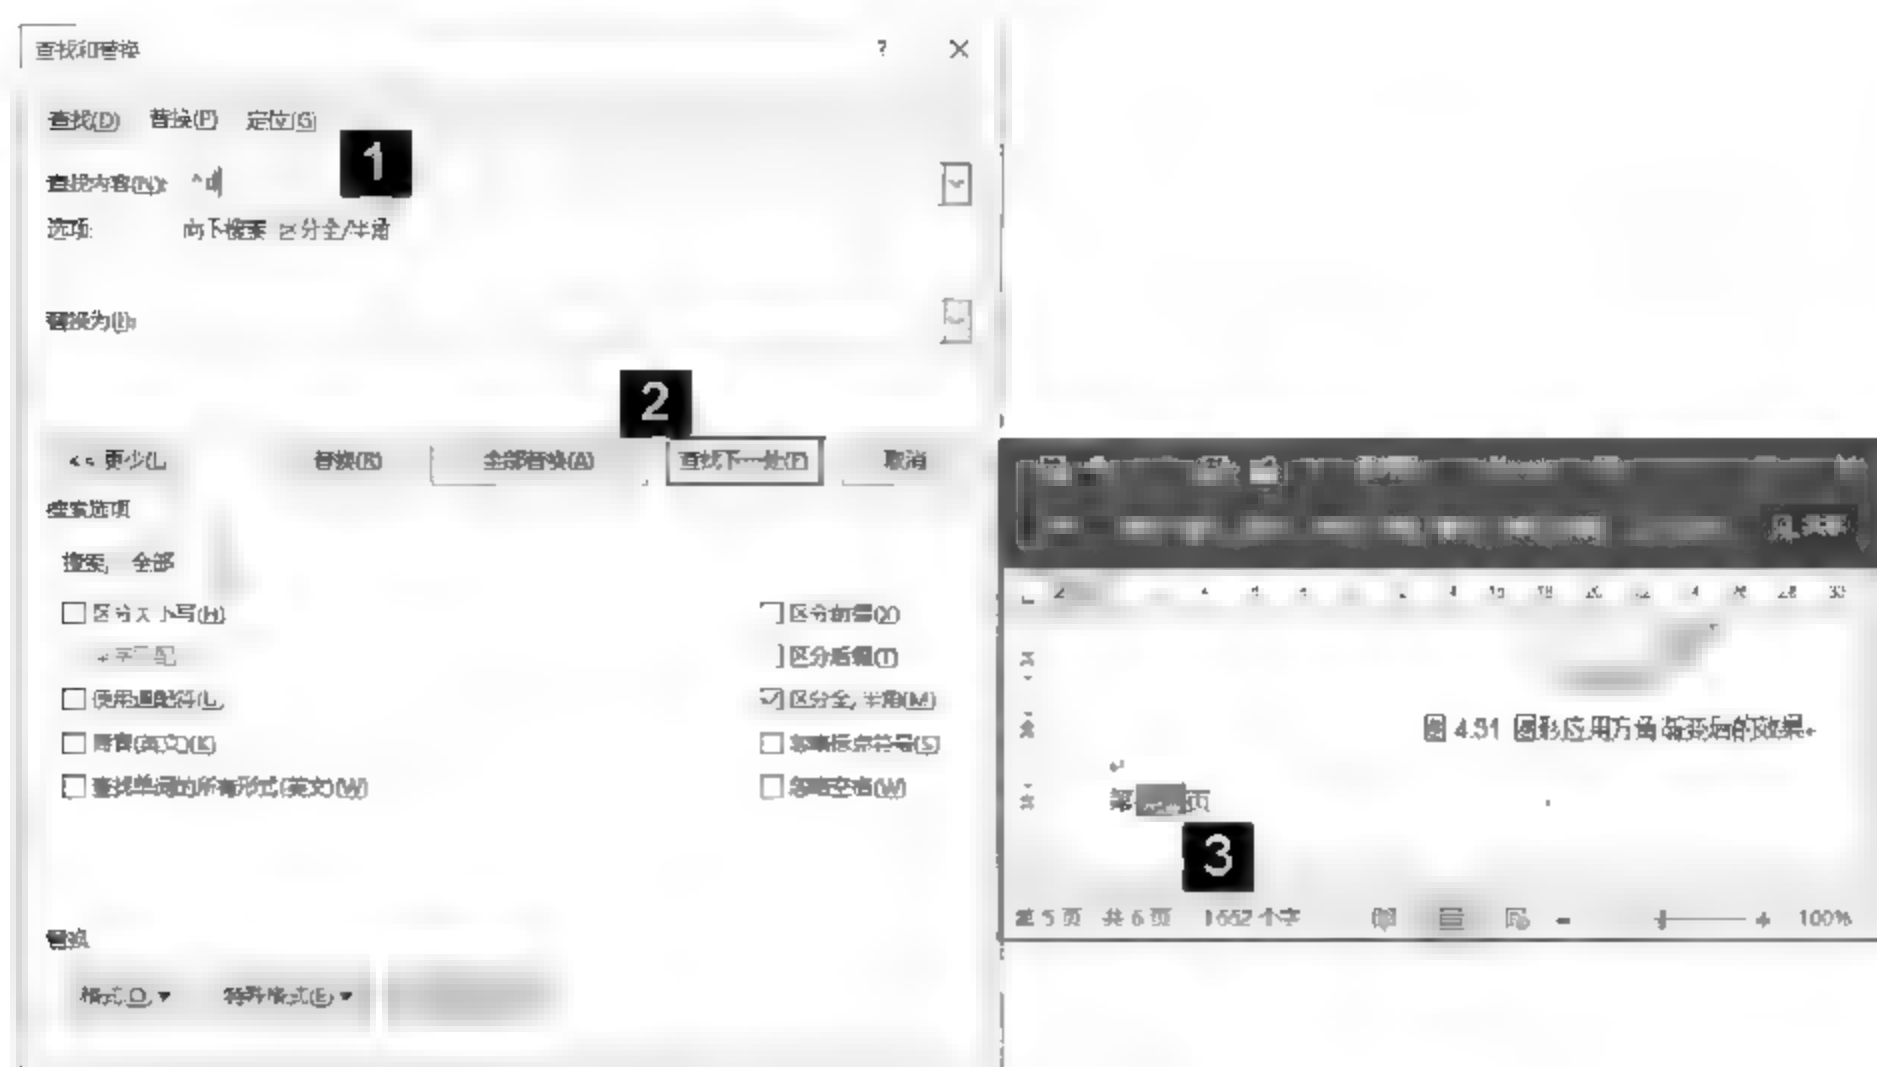 查找和替换 ? ×
查找(D) 替换(P) 定位(G)
1
查找内容(N): ^d
选项: 向下搜索 区分全/半角
替换为(I):
2
<< 更少(L 替换(R) 全部替换(A) 查找下一处(F) 取消
搜索选项
搜索, 全部
区分大小写(H) 区分前缀(X)
区分后缀(T)
使用通配符(L, 区分全/半角(M)
同音(英文)(K) 忽略标点符号(S)
查找单词的所有形式(英文)(W) 忽略空格(W)
替换
格式(O) 特殊格式(E)
共享
图 4.31 图形应用方角渐变后的效果
第 页
3
第 5 页 共 6 页 1652 个字 100%